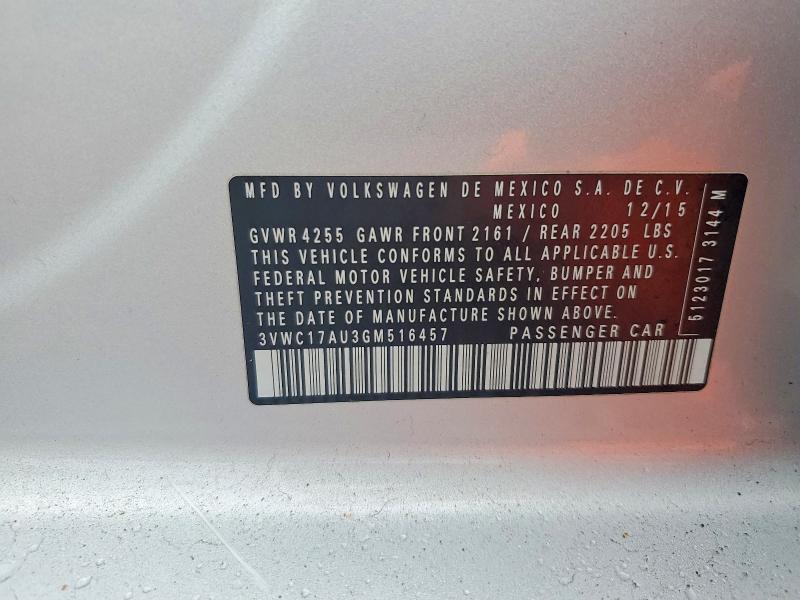 MFD BY VOLKSWAGEN DE MEXICO S.A. DE C.V.
MEXICO 12/15
GVWR 4255 GAWR FRONT 2161 / REAR 2205 LBS
THIS VEHICLE CONFORMS TO ALL APPLICABLE U.S.
FEDERAL MOTOR VEHICLE SAFETY, BUMPER AND
THEFT PREVENTION STANDARDS IN EFFECT ON
THE DATE OF MANUFACTURE SHOWN ABOVE.
3VWC17AU3GM516457 PASSENGER CAR
5123017 3144 M